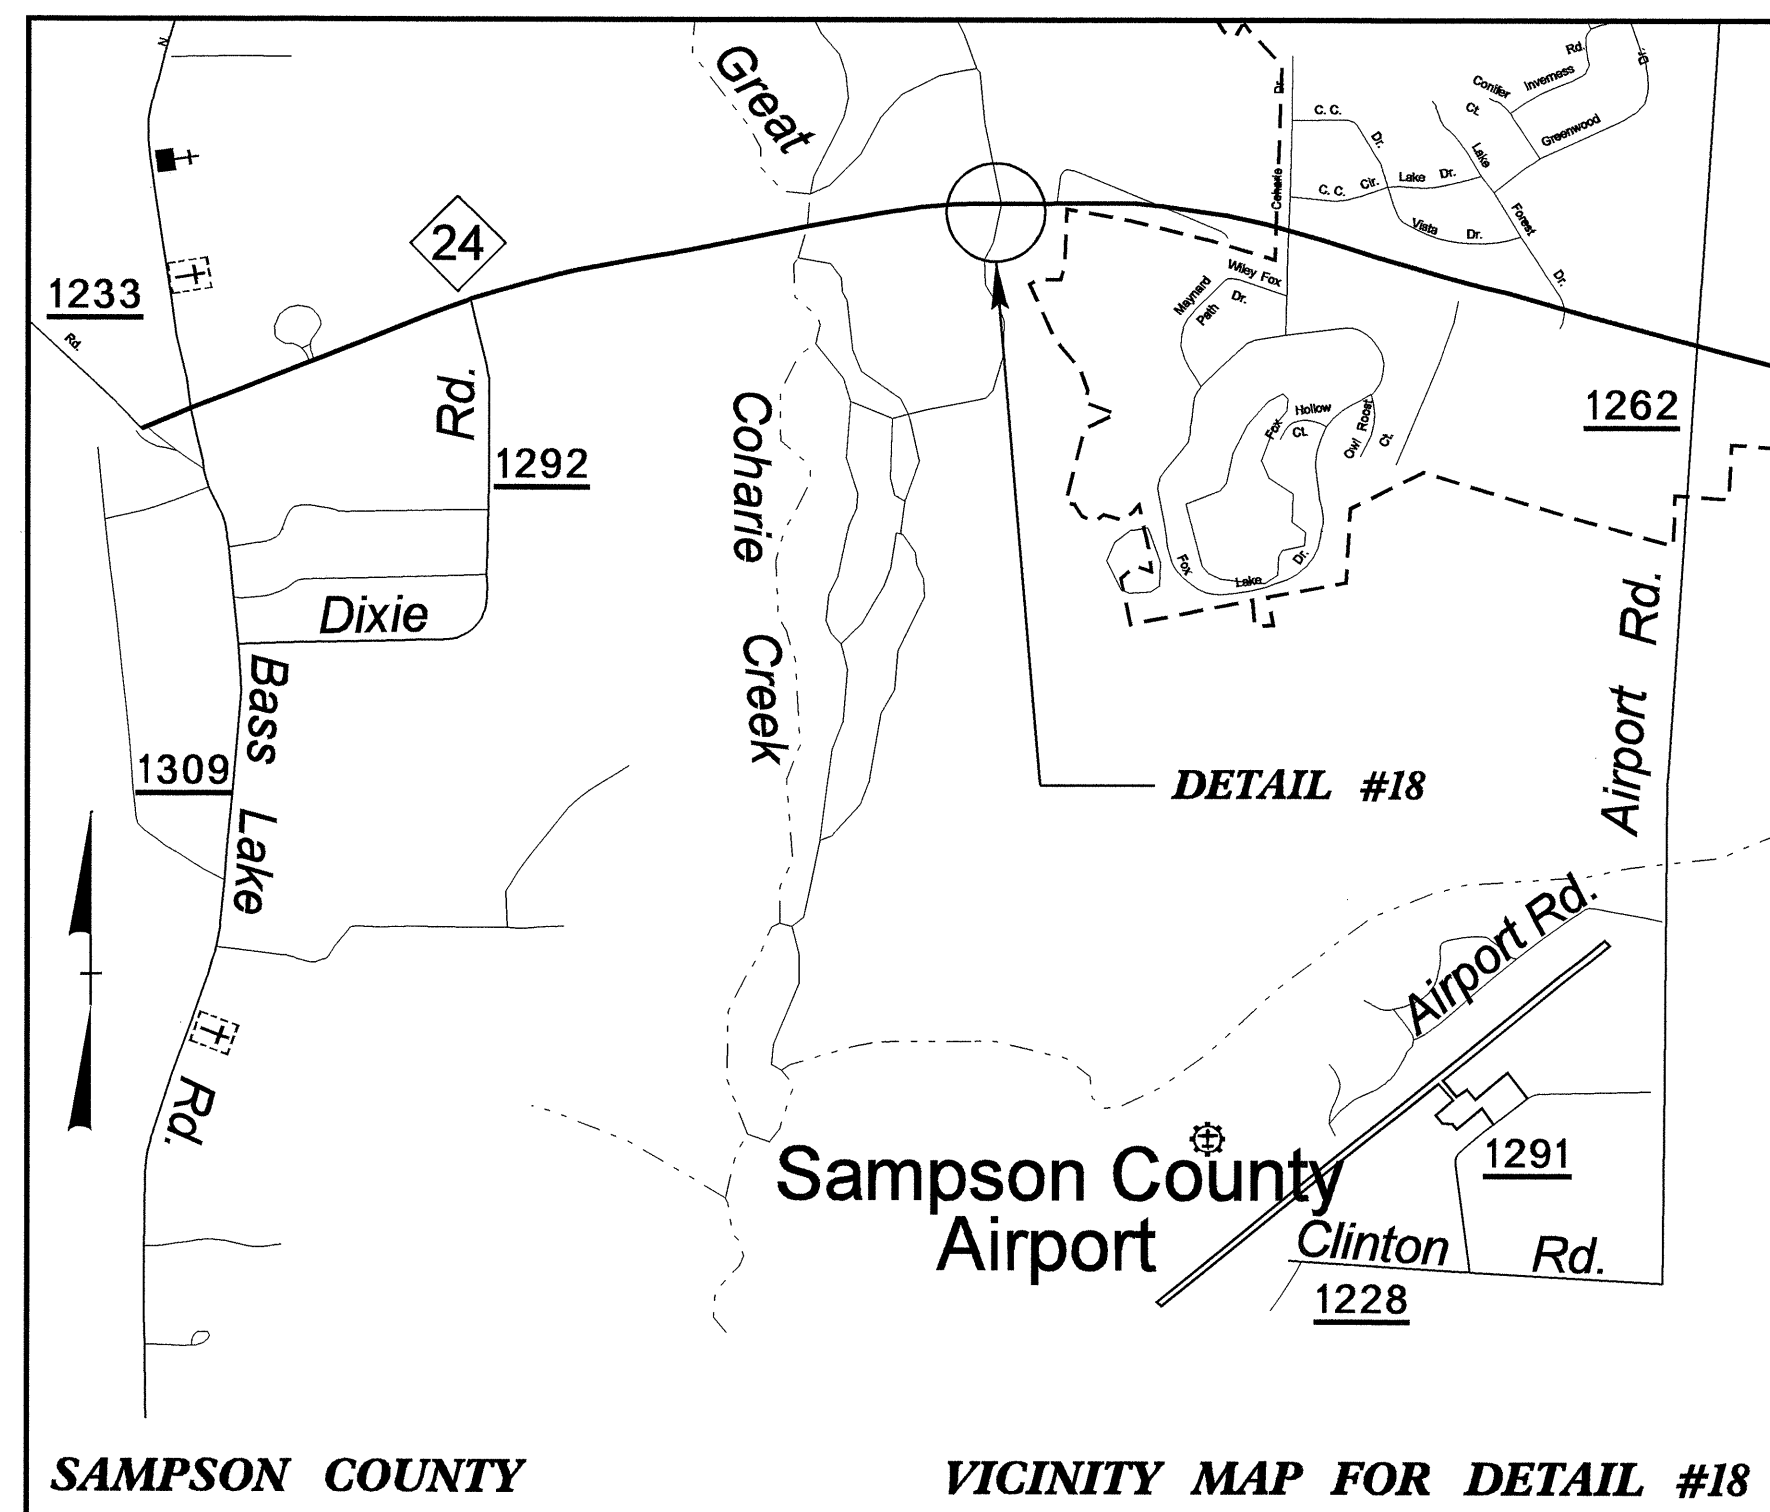 N
Great
Rd.
Inverness
Conifer
Ct.
Dr.
Greenwood
Dr.
C. C.
Dr.
Lake
C. C. Cir. Lake Dr.
Coharie
Forest
Vista Dr.
Dr.
24
1233
Rd.
Wiley Fox
Dr.
Maynard
Path
1262
Rd.
1292
Coharie
Hollow
Fox
Ct.
Owl Roost
Ct.
Fox Lake Dr.
Dixie
Creek
Airport Rd.
Bass Lake Rd.
1309
DETAIL #18
Airport Rd.
Sampson County
Airport
1291
Clinton Rd.
1228
SAMPSON COUNTY
VICINITY MAP FOR DETAIL #18